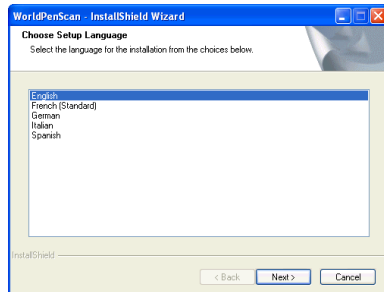 WorldPenScan - InstallShield Wizard
Choose Setup Language
Select the language for the installation from the choices below.
English
French (Standard)
German
Italian
Spanish
InstallShield
< Back Next > Cancel